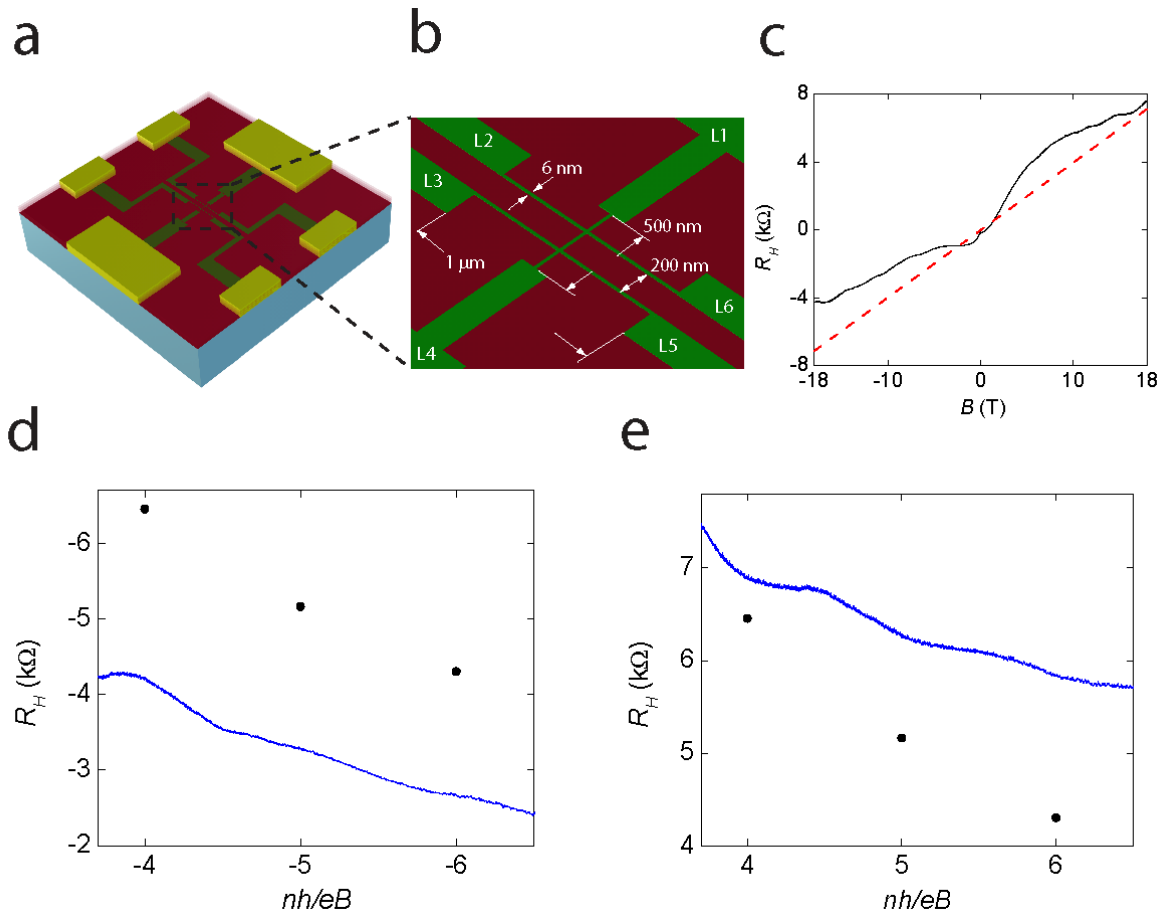 a
b
c
L2
L1
L3
6 nm
500 nm
1 µm
200 nm
L6
L4
L5
R_H (kΩ)
8
4
0
-4
-8
-18
-10
0
10
18
B (T)
d
e
R_H (kΩ)
-6
-5
-4
-3
-2
-4
-5
-6
nh/eB
R_H (kΩ)
7
6
5
4
4
5
6
nh/eB